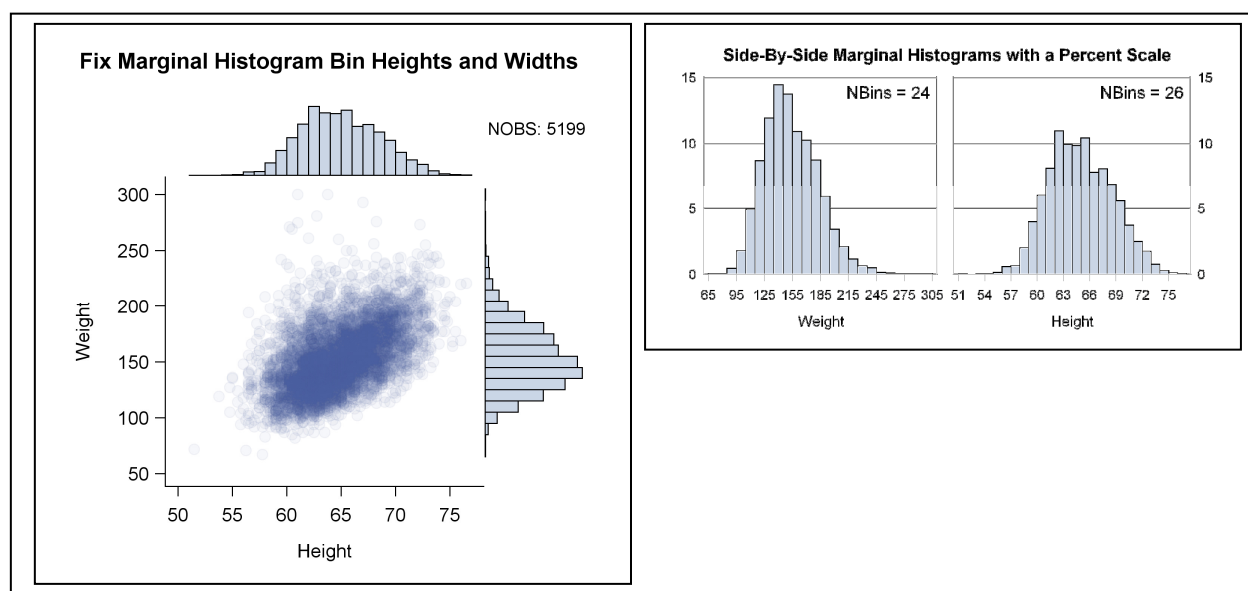 Fix Marginal Histogram Bin Heights and Widths
NOBS: 5199
300
250
200
150
100
50
Weight
50 55 60 65 70 75
Height
Side-By-Side Marginal Histograms with a Percent Scale
15 15
NBins = 24 NBins = 26
10 10
5 5
0 0
65 95 125 155 185 215 245 275 305 51 54 57 60 63 66 69 72 75
Weight Height